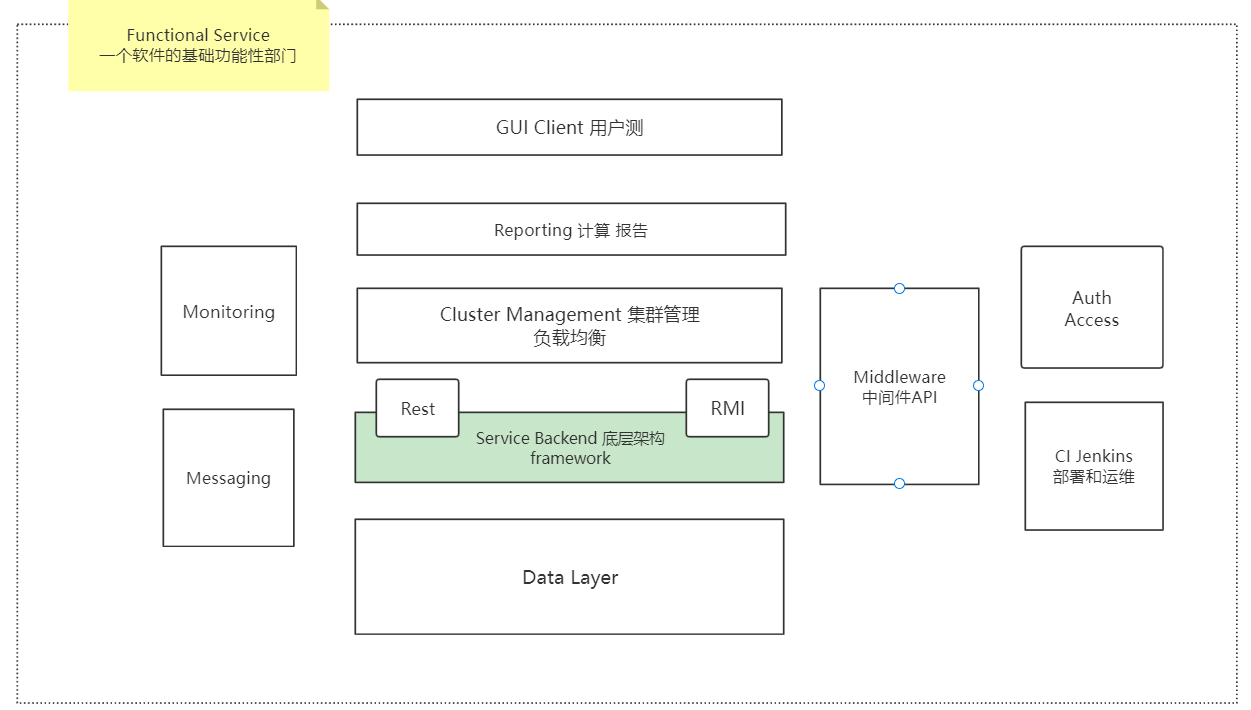 Functional Service
一个软件的基础功能性部门
GUI Client 用户测
Reporting 计算 报告
Monitoring
Cluster Management 集群管理
负载均衡
Auth
Access
Middleware
中间件API
Rest
RMI
Service Backend 底层架构
framework
Messaging
CI Jenkins
部署和运维
Data Layer